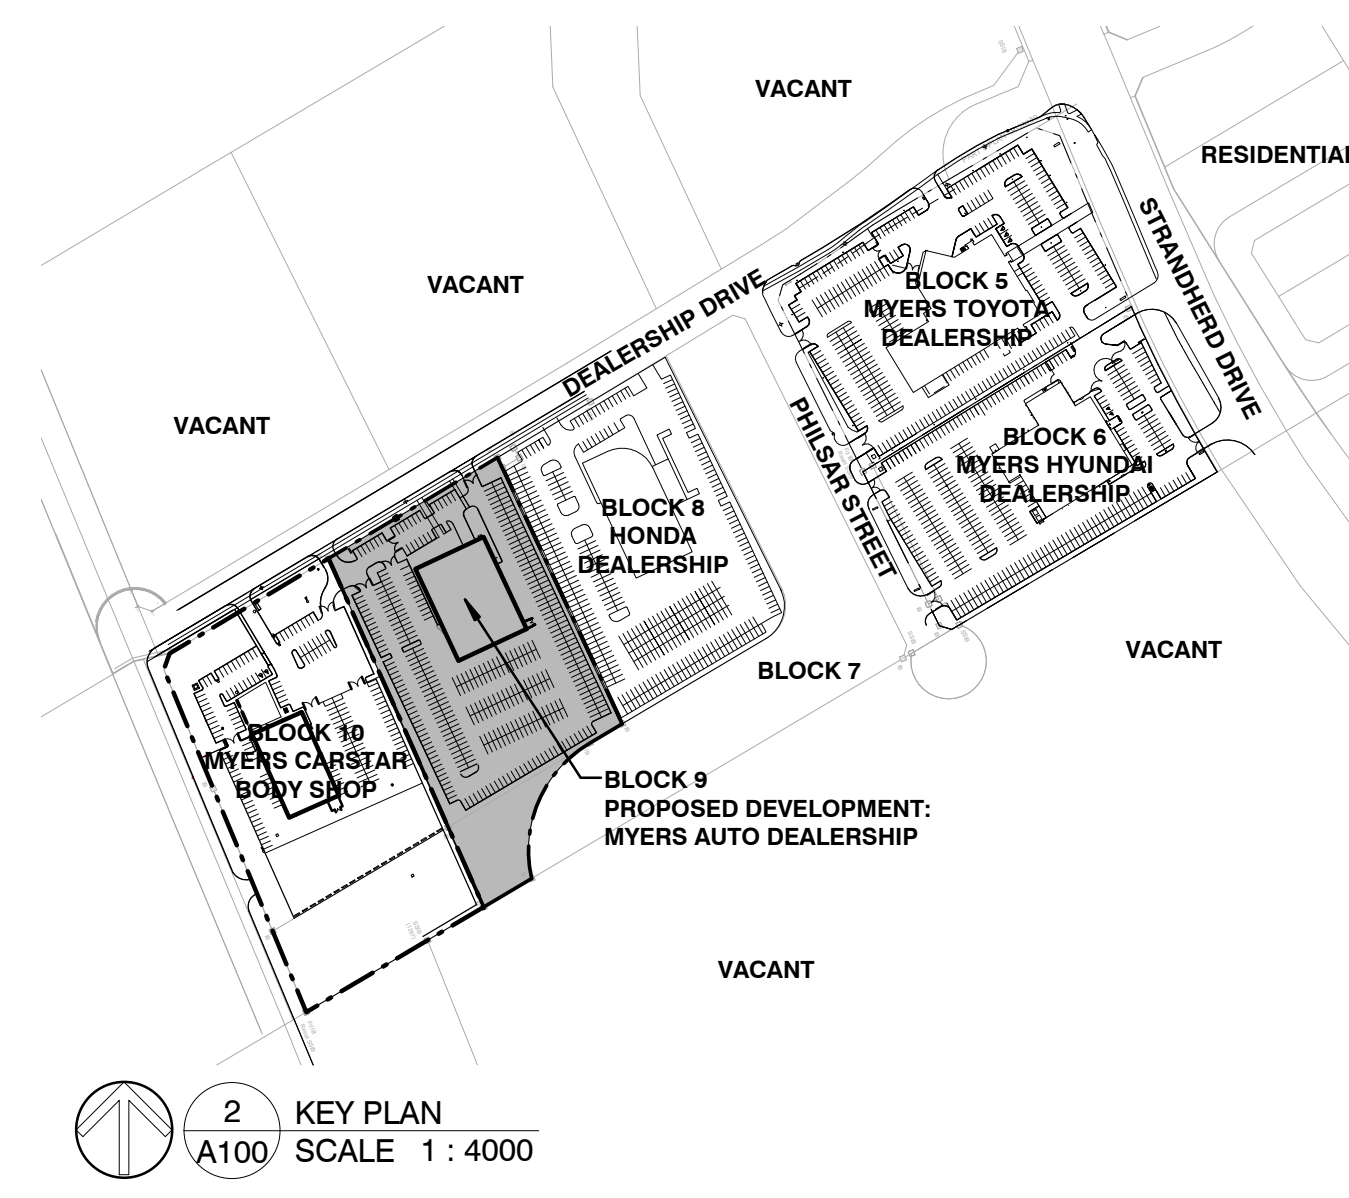 VACANT
RESIDENTIAL
STRANDHERD DRIVE
VACANT
DEALERSHIP DRIVE
BLOCK 5
MYERS TOYOTA
DEALERSHIP
VACANT
PHILSAR STREET
BLOCK 6
MYERS HYUNDAI
DEALERSHIP
BLOCK 8
HONDA
DEALERSHIP
VACANT
BLOCK 7
BLOCK 10
MYERS CARSTAR
BODY SHOP
BLOCK 9
PROPOSED DEVELOPMENT:
MYERS AUTO DEALERSHIP
VACANT
2
A100
KEY PLAN
SCALE 1 : 4000